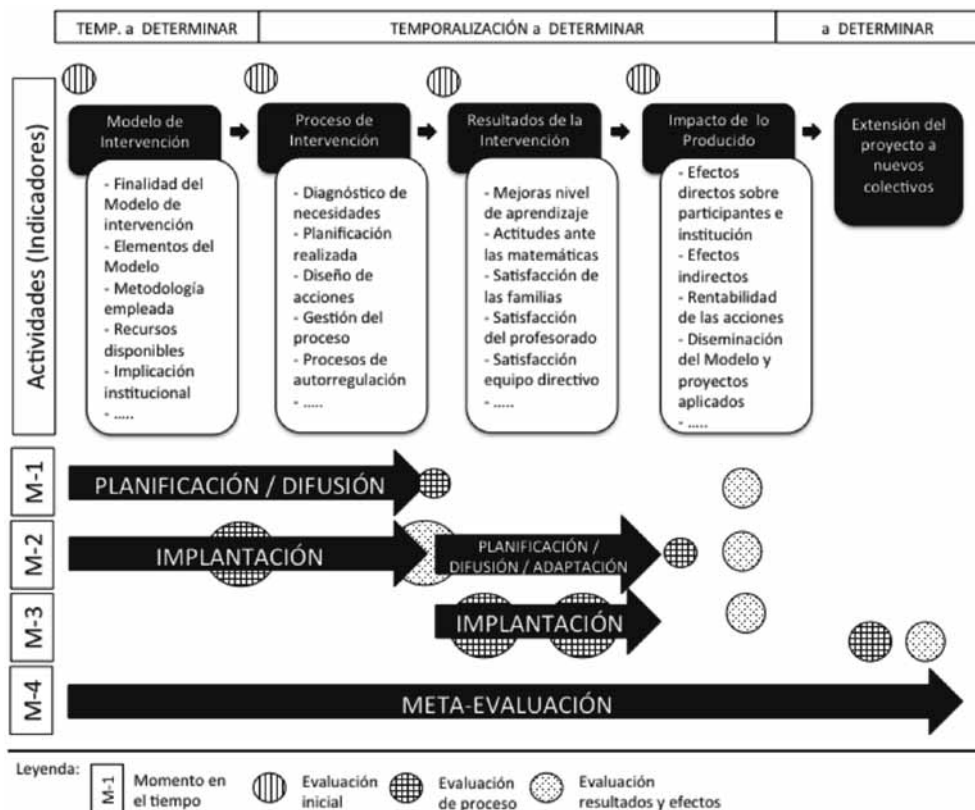 TEMP. a DETERMINAR
TEMPORALIZACIÓN a DETERMINAR
a DETERMINAR
Actividades (Indicadores)
Modelo de
Intervención
- Finalidad del
Modelo de
intervención
- Elementos del
Modelo
- Metodología
empleada
- Recursos
disponibles
- Implicación
institucional
- .....
Proceso de
Intervención
- Diagnóstico de
necesidades
- Planificación
realizada
- Diseño de
acciones
- Gestión del
proceso
- Procesos de
autorregulación
- .....
Resultados de la
Intervención
- Mejoras nivel
de aprendizaje
- Actitudes ante
las matemáticas
- Satisfacción de
las familias
- Satisfacción
del profesorado
- Satisfacción
equipo directivo
- .....
Impacto de lo
Producido
- Efectos
directos sobre
participantes e
institución
- Efectos
indirectos
- Rentabilidad
de las acciones
- Diseminación
del Modelo y
proyectos
aplicados
- .....
Extensión del
proyecto a
nuevos
colectivos
M-1
PLANIFICACIÓN / DIFUSIÓN
M-2
IMPLANTACIÓN
PLANIFICACIÓN /
DIFUSIÓN / ADAPTACIÓN
M-3
IMPLANTACIÓN
M-4
META-EVALUACIÓN
Leyenda:
M-1
Momento en
el tiempo
Evaluación
inicial
Evaluación
de proceso
Evaluación
resultados y efectos